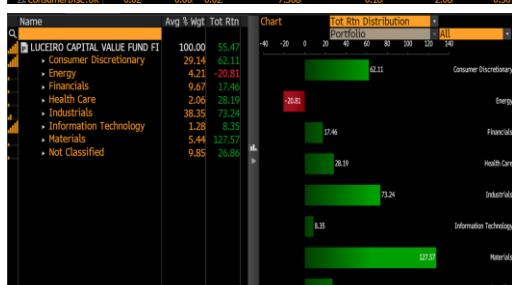 Name Avg % Wgt Tot Rtn
LUCEIRO CAPITAL VALUE FUND FI 100.00 55.47
Consumer Discretionary 29.14 62.11
Energy 4.21 -20.81
Financials 9.67 17.46
Health Care 2.06 28.19
Industrials 38.35 73.24
Information Technology 1.28 8.35
Materials 5.44 127.57
Not Classified 9.85 26.86
Chart Tot Rtn Distribution
Portfolio All
-40 -20 0 20 40 60 80 100 120 140
62.11 Consumer Discretionary
-20.81 Energy
17.46 Financials
28.19 Health Care
73.24 Industrials
8.35 Information Technology
127.57 Materials